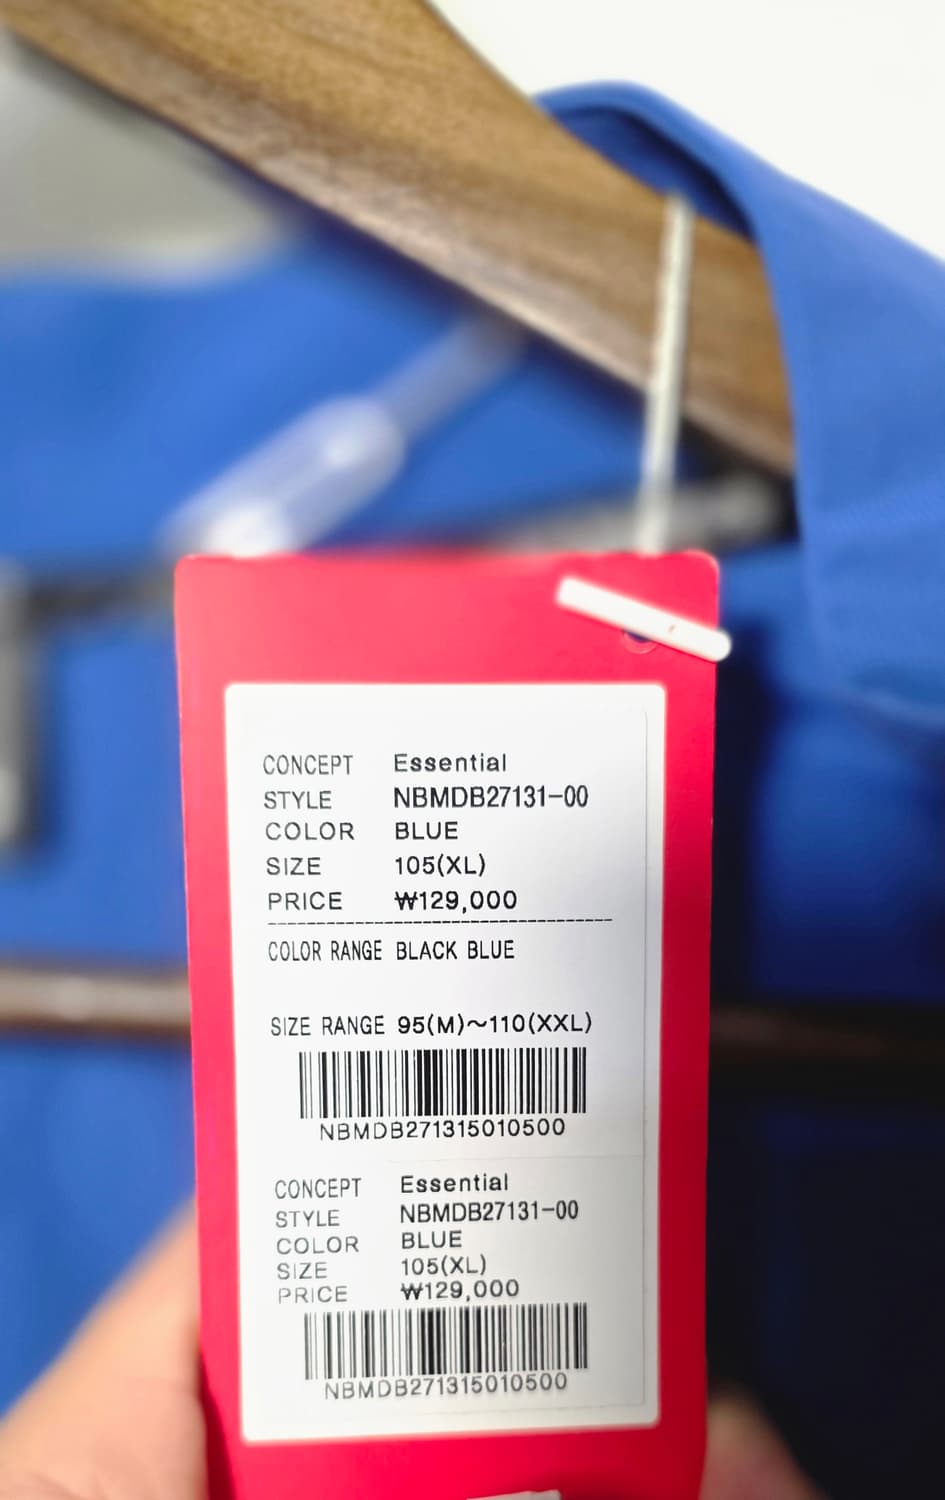 CONCEPT Essential
STYLE NBMDB27131-00
COLOR BLUE
SIZE 105(XL)
PRICE ₩129,000
COLOR RANGE BLACK BLUE
SIZE RANGE 95(M)~110(XXL)
NBMDB271315010500
CONCEPT Essential
STYLE NBMDB27131-00
COLOR BLUE
SIZE 105(XL)
PRICE ₩129,000
NBMDB271315010500